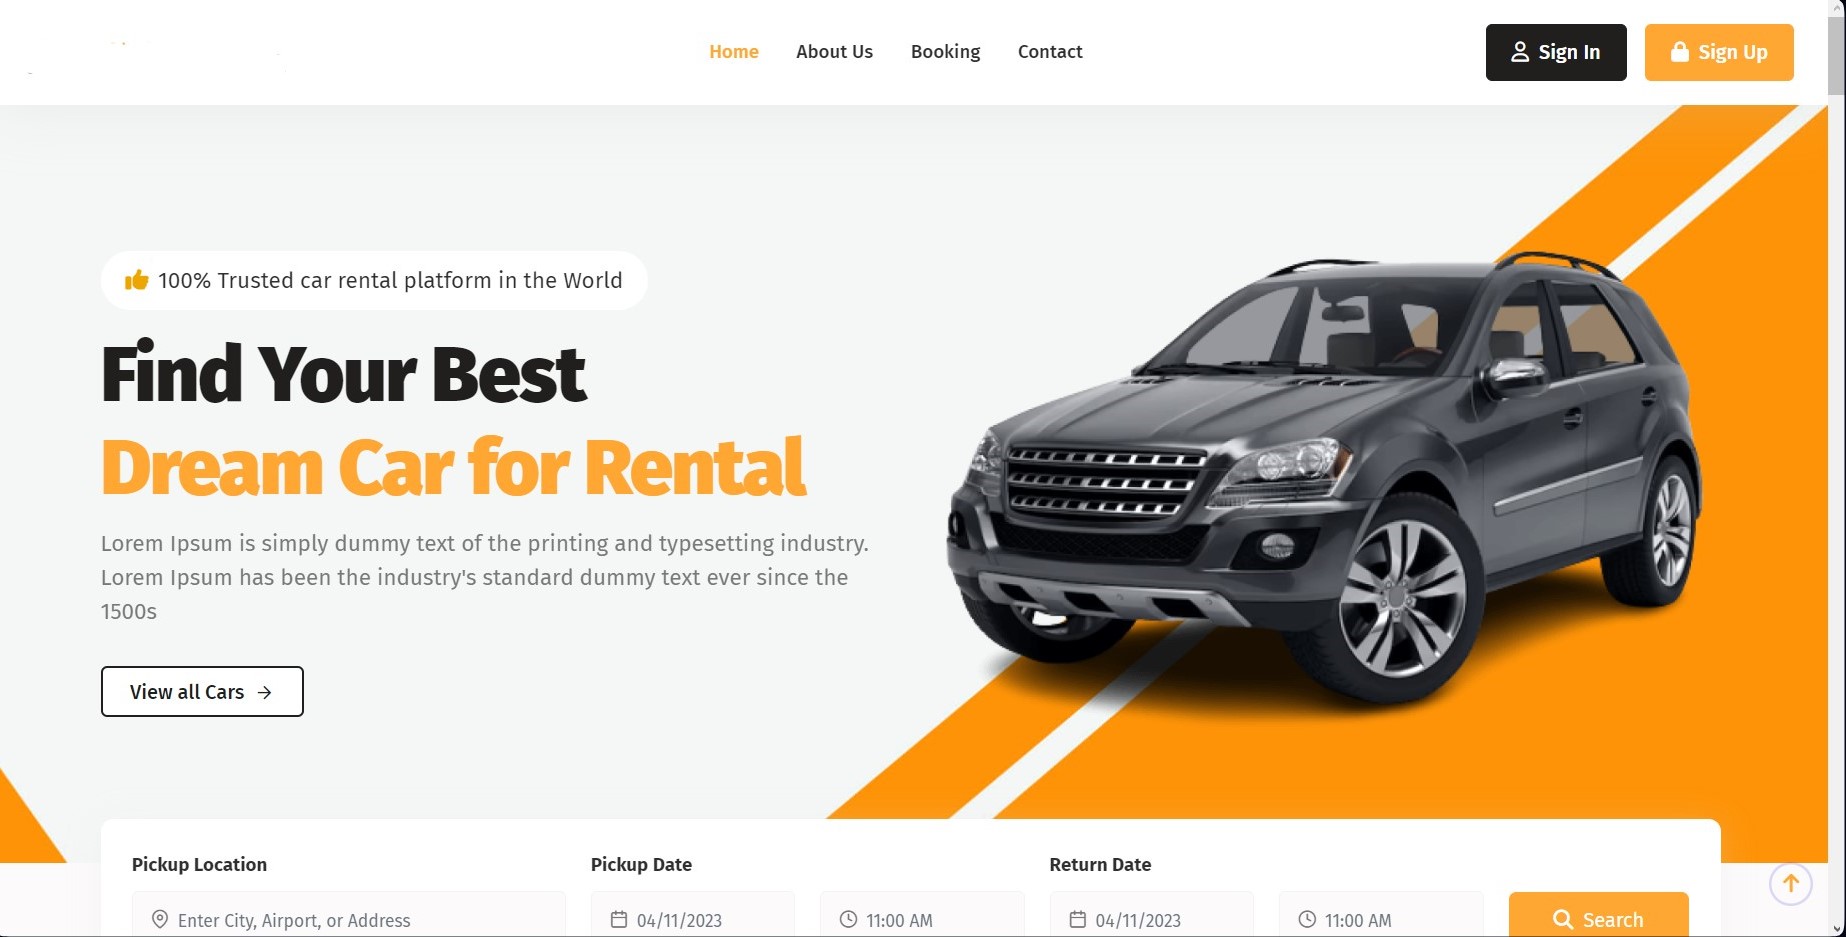 Home
About Us
Booking
Contact
Sign In
Sign Up
100% Trusted car rental platform in the World
Find Your Best
Dream Car for Rental
Lorem Ipsum is simply dummy text of the printing and typesetting industry.
Lorem Ipsum has been the industry's standard dummy text ever since the
1500s
View all Cars
Pickup Location
Pickup Date
Return Date
Enter City, Airport, or Address
04/11/2023
11:00 AM
04/11/2023
11:00 AM
Search